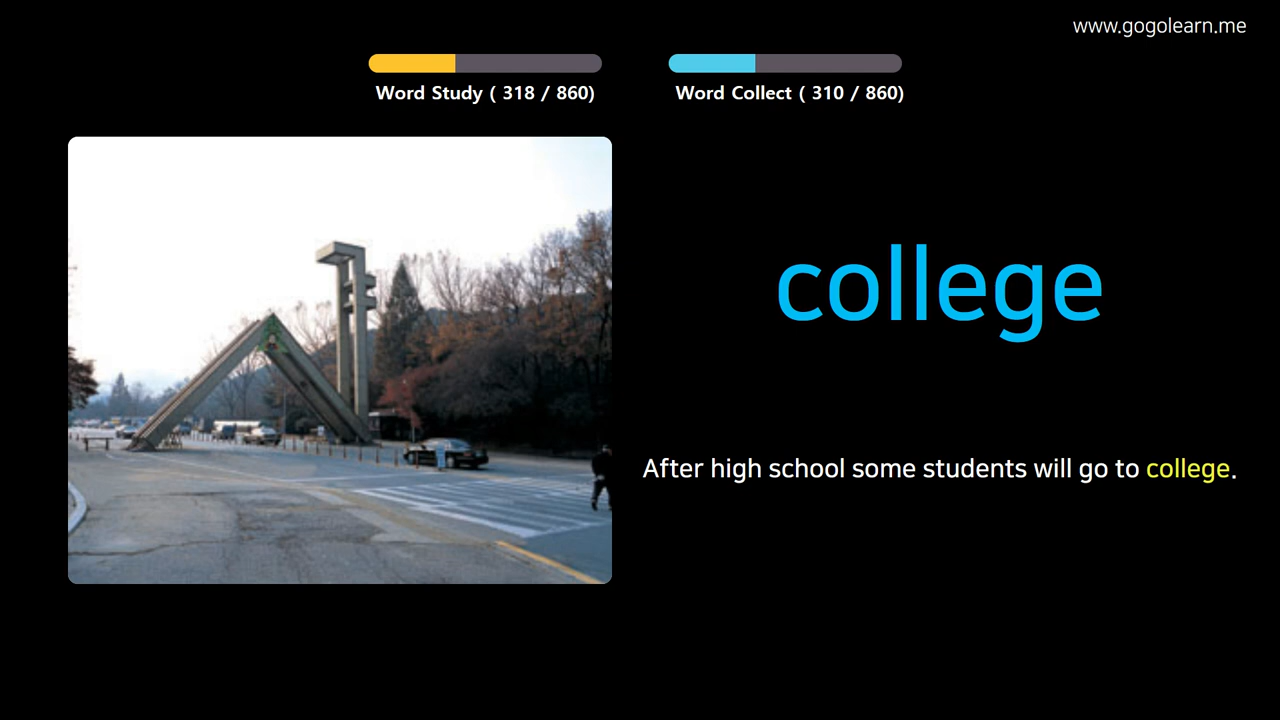 www.gogolearn.me
Word Study ( 318 / 860)
Word Collect ( 310 / 860)
college
After high school some students will go to college.